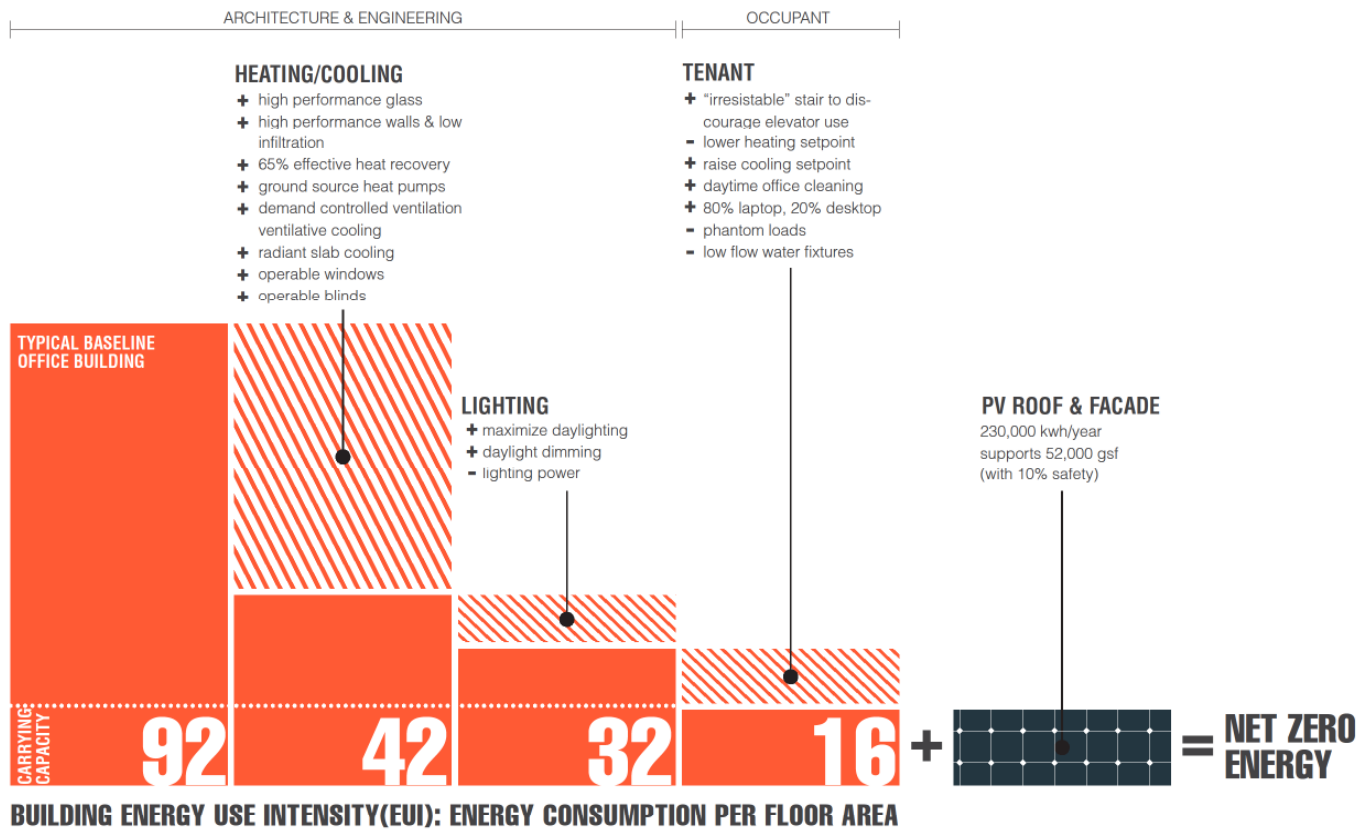 ARCHITECTURE & ENGINEERING
OCCUPANT
HEATING/COOLING
+ high performance glass
+ high performance walls & low
infiltration
+ 65% effective heat recovery
+ ground source heat pumps
+ demand controlled ventilation
ventilative cooling
+ radiant slab cooling
+ operable windows
+ operable blinds
TENANT
+ “irresistable” stair to dis-
courage elevator use
- lower heating setpoint
+ raise cooling setpoint
+ daytime office cleaning
+ 80% laptop, 20% desktop
- phantom loads
- low flow water fixtures
TYPICAL BASELINE
OFFICE BUILDING
LIGHTING
+ maximize daylighting
+ daylight dimming
- lighting power
PV ROOF & FACADE
230,000 kwh/year
supports 52,000 gsf
(with 10% safety)
CARRYING
CAPACITY
92
42
32
16
+
=
NET ZERO
ENERGY
BUILDING ENERGY USE INTENSITY(EUI): ENERGY CONSUMPTION PER FLOOR AREA